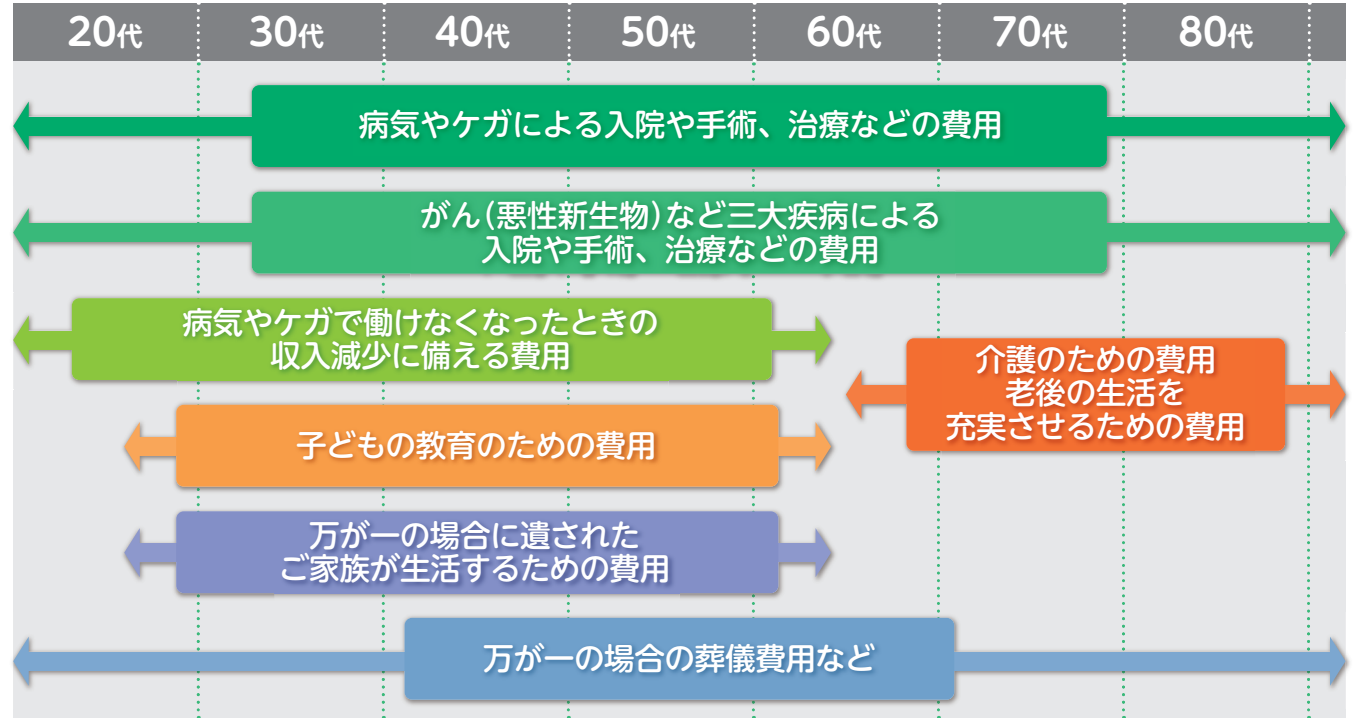 20代 30代 40代 50代 60代 70代 80代
病気やケガによる入院や手術、治療などの費用
がん(悪性新生物)など三大疾病による
入院や手術、治療などの費用
病気やケガで働けなくなったときの
収入減少に備える費用
介護のための費用
老後の生活を
充実させるための費用
子どもの教育のための費用
万が一の場合に遺された
ご家族が生活するための費用
万が一の場合の葬儀費用など